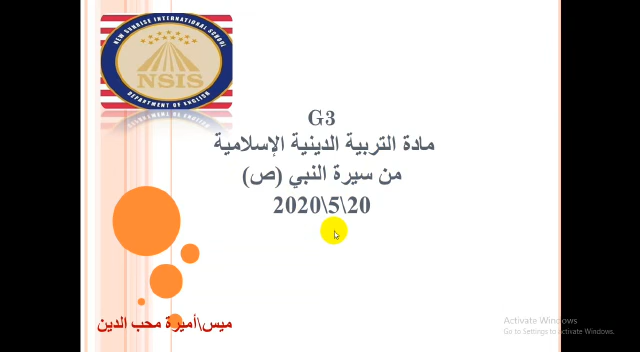 NEW SUNRISE INTERNATIONAL SCHOOL
NSIS
DEPARTMENT OF ENGLISH
G3
مادة التربية الدينية الإسلامية
من سيرة النبي (ص)
20\5\2020
ميس\أميرة محب الدين
Activate Windows
Go to Settings to activate Windows.